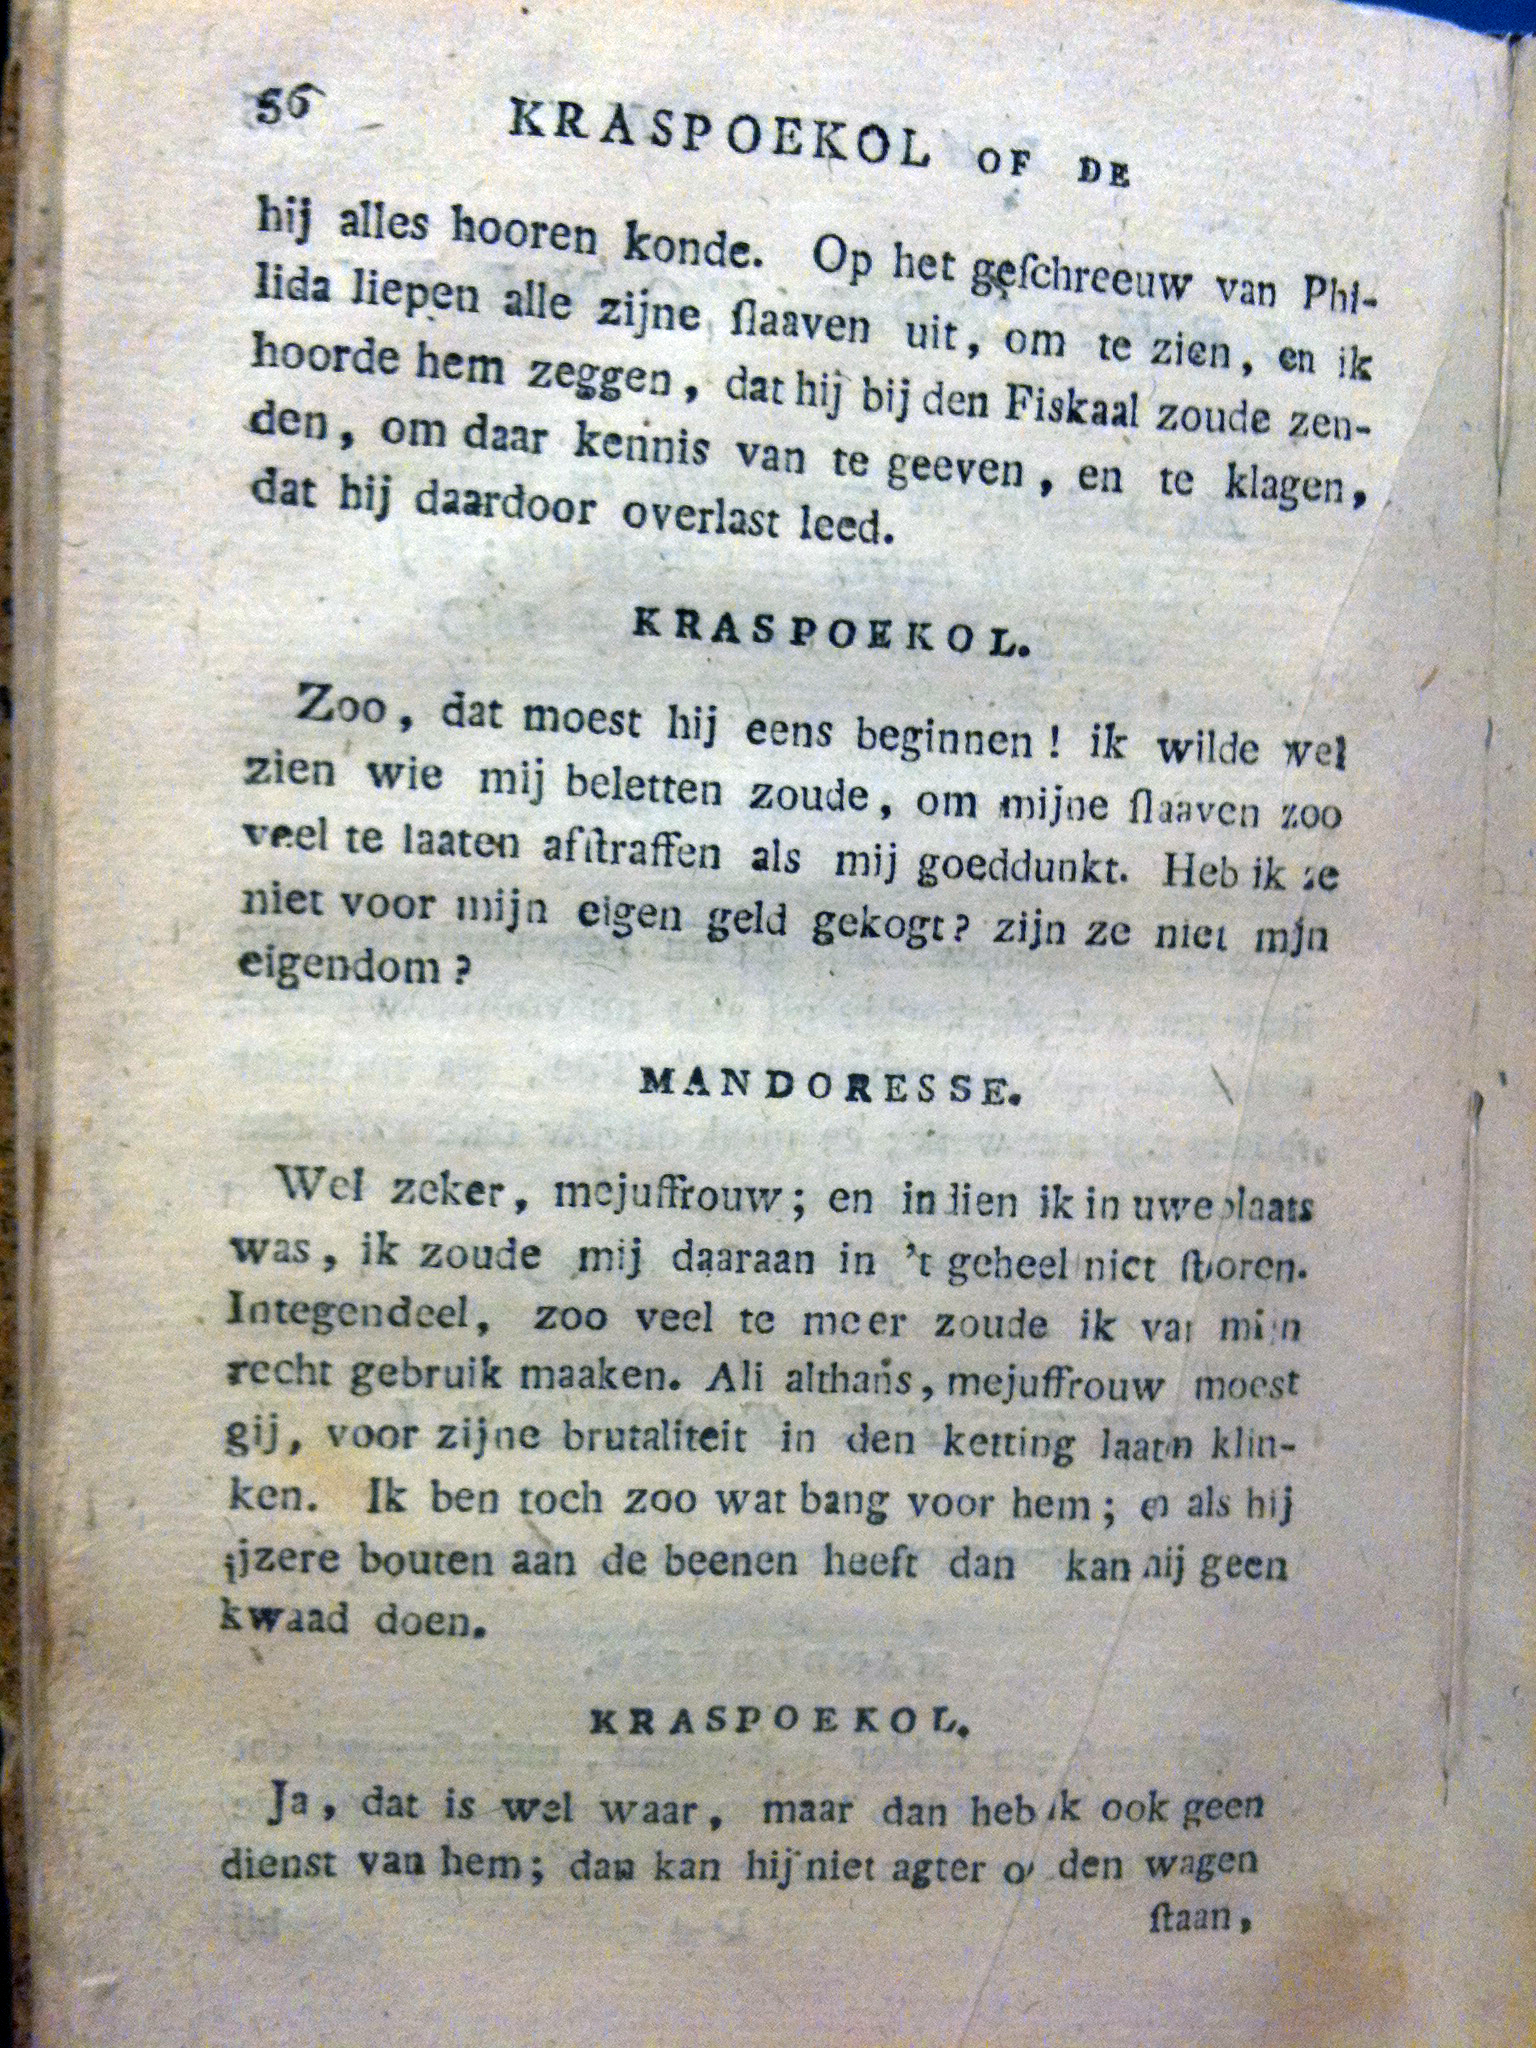 56 KRASPOEKOL OF DE
hij alles hooren konde. Op het geſchreeuw van Phi-
lida liepen alle zijne ſlaaven uit, om te zien, en ik
hoorde hem zeggen, dat hij bij den Fiskaal zoude zen-
den, om daar kennis van te geeven, en te klagen,
dat hij daardoor overlast leed.
KRASPOEKOL.
Zoo, dat moest hij eens beginnen! ik wilde wel
zien wie mij beletten zoude, om mijne ſlaaven zoo
veel te laaten afſtraffen als mij goeddunkt. Heb ik ze
niet voor mijn eigen geld gekogt? zijn ze niet mijn
eigendom?
MANDORESSE.
Wel zeker, mejuffrouw; en indien ik in uwe plaats
was, ik zoude mij daaraan in 't geheel niet ſtooren.
Integendeel, zoo veel te meer zoude ik van mijn
recht gebruik maaken. Ali althans, mejuffrouw moest
gij, voor zijne brutaliteit in den ketting laaten klin-
ken. Ik ben toch zoo wat bang voor hem; en als hij
ijzere bouten aan de beenen heeft dan kan hij geen
kwaad doen.
KRASPOEKOL.
Ja, dat is wel waar, maar dan heb ik ook geen
dienst van hem; dan kan hij niet agter op den wagen
ſtaan,